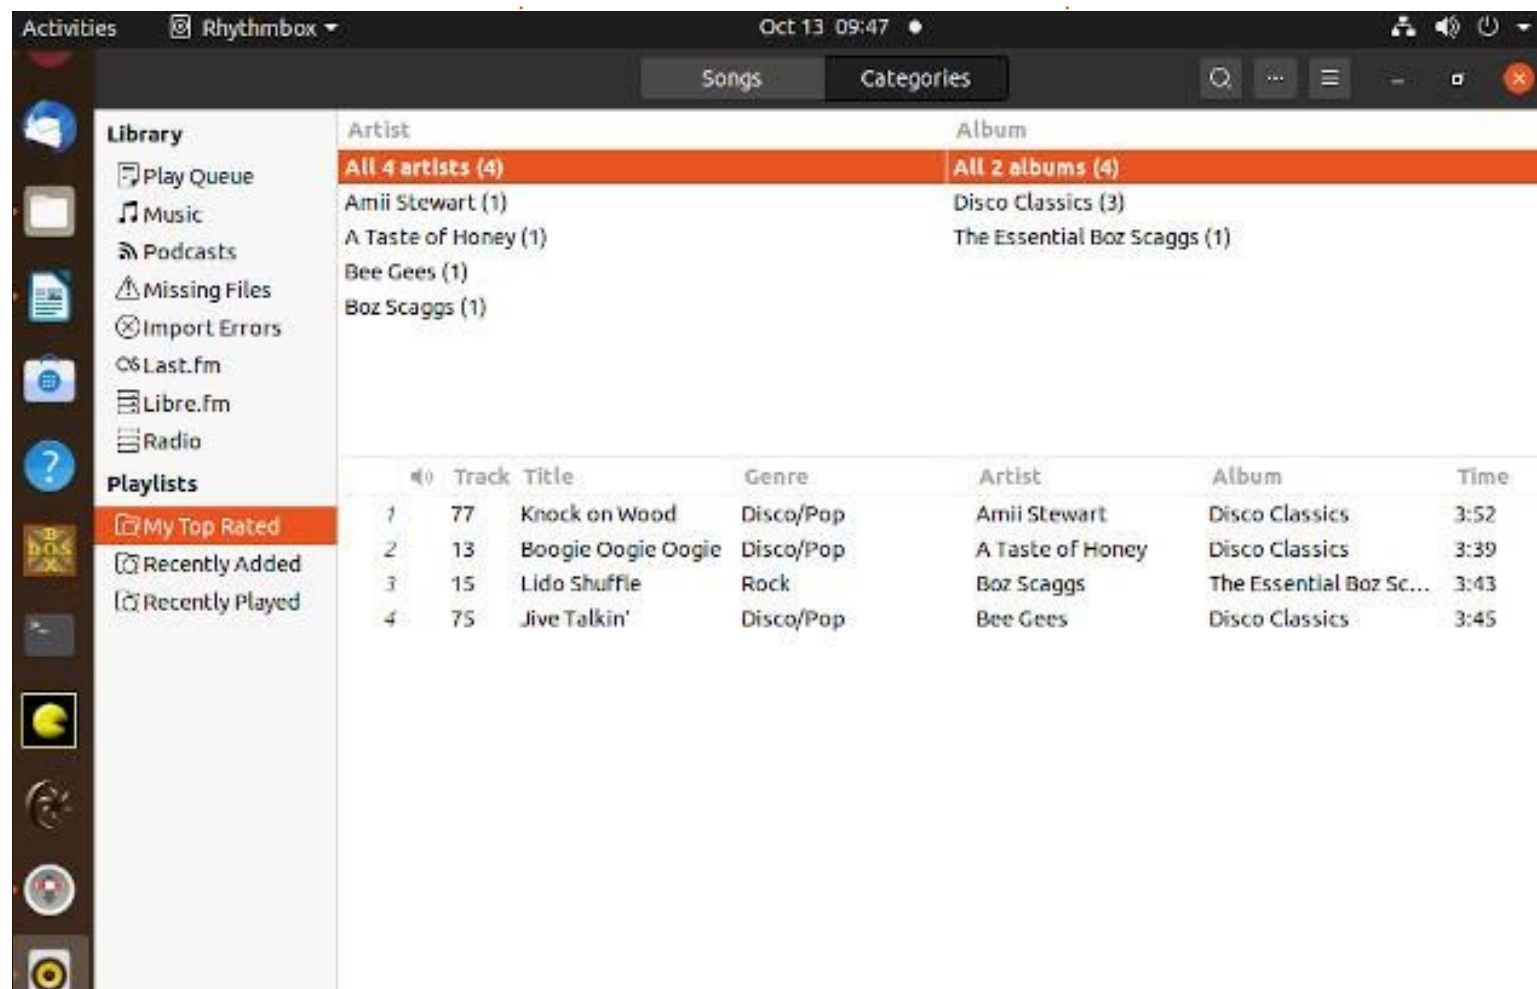 Activities Rhythmbox Oct 13 09:47
Songs Categories
Library
Play Queue
Music
Podcasts
Missing Files
Import Errors
Last.fm
Libre.fm
Radio
Playlists
My Top Rated
Recently Added
Recently Played
Artist Album
All 4 artists (4) All 2 albums (4)
Amii Stewart (1) Disco Classics (3)
A Taste of Honey (1) The Essential Boz Scaggs (1)
Bee Gees (1)
Boz Scaggs (1)
Track Title Genre Artist Album Time
1 77 Knock on Wood Disco/Pop Amii Stewart Disco Classics 3:52
2 13 Boogie Oogie Oogie Disco/Pop A Taste of Honey Disco Classics 3:39
3 15 Lido Shuffle Rock Boz Scaggs The Essential Boz Sc... 3:43
4 75 Jive Talkin' Disco/Pop Bee Gees Disco Classics 3:45